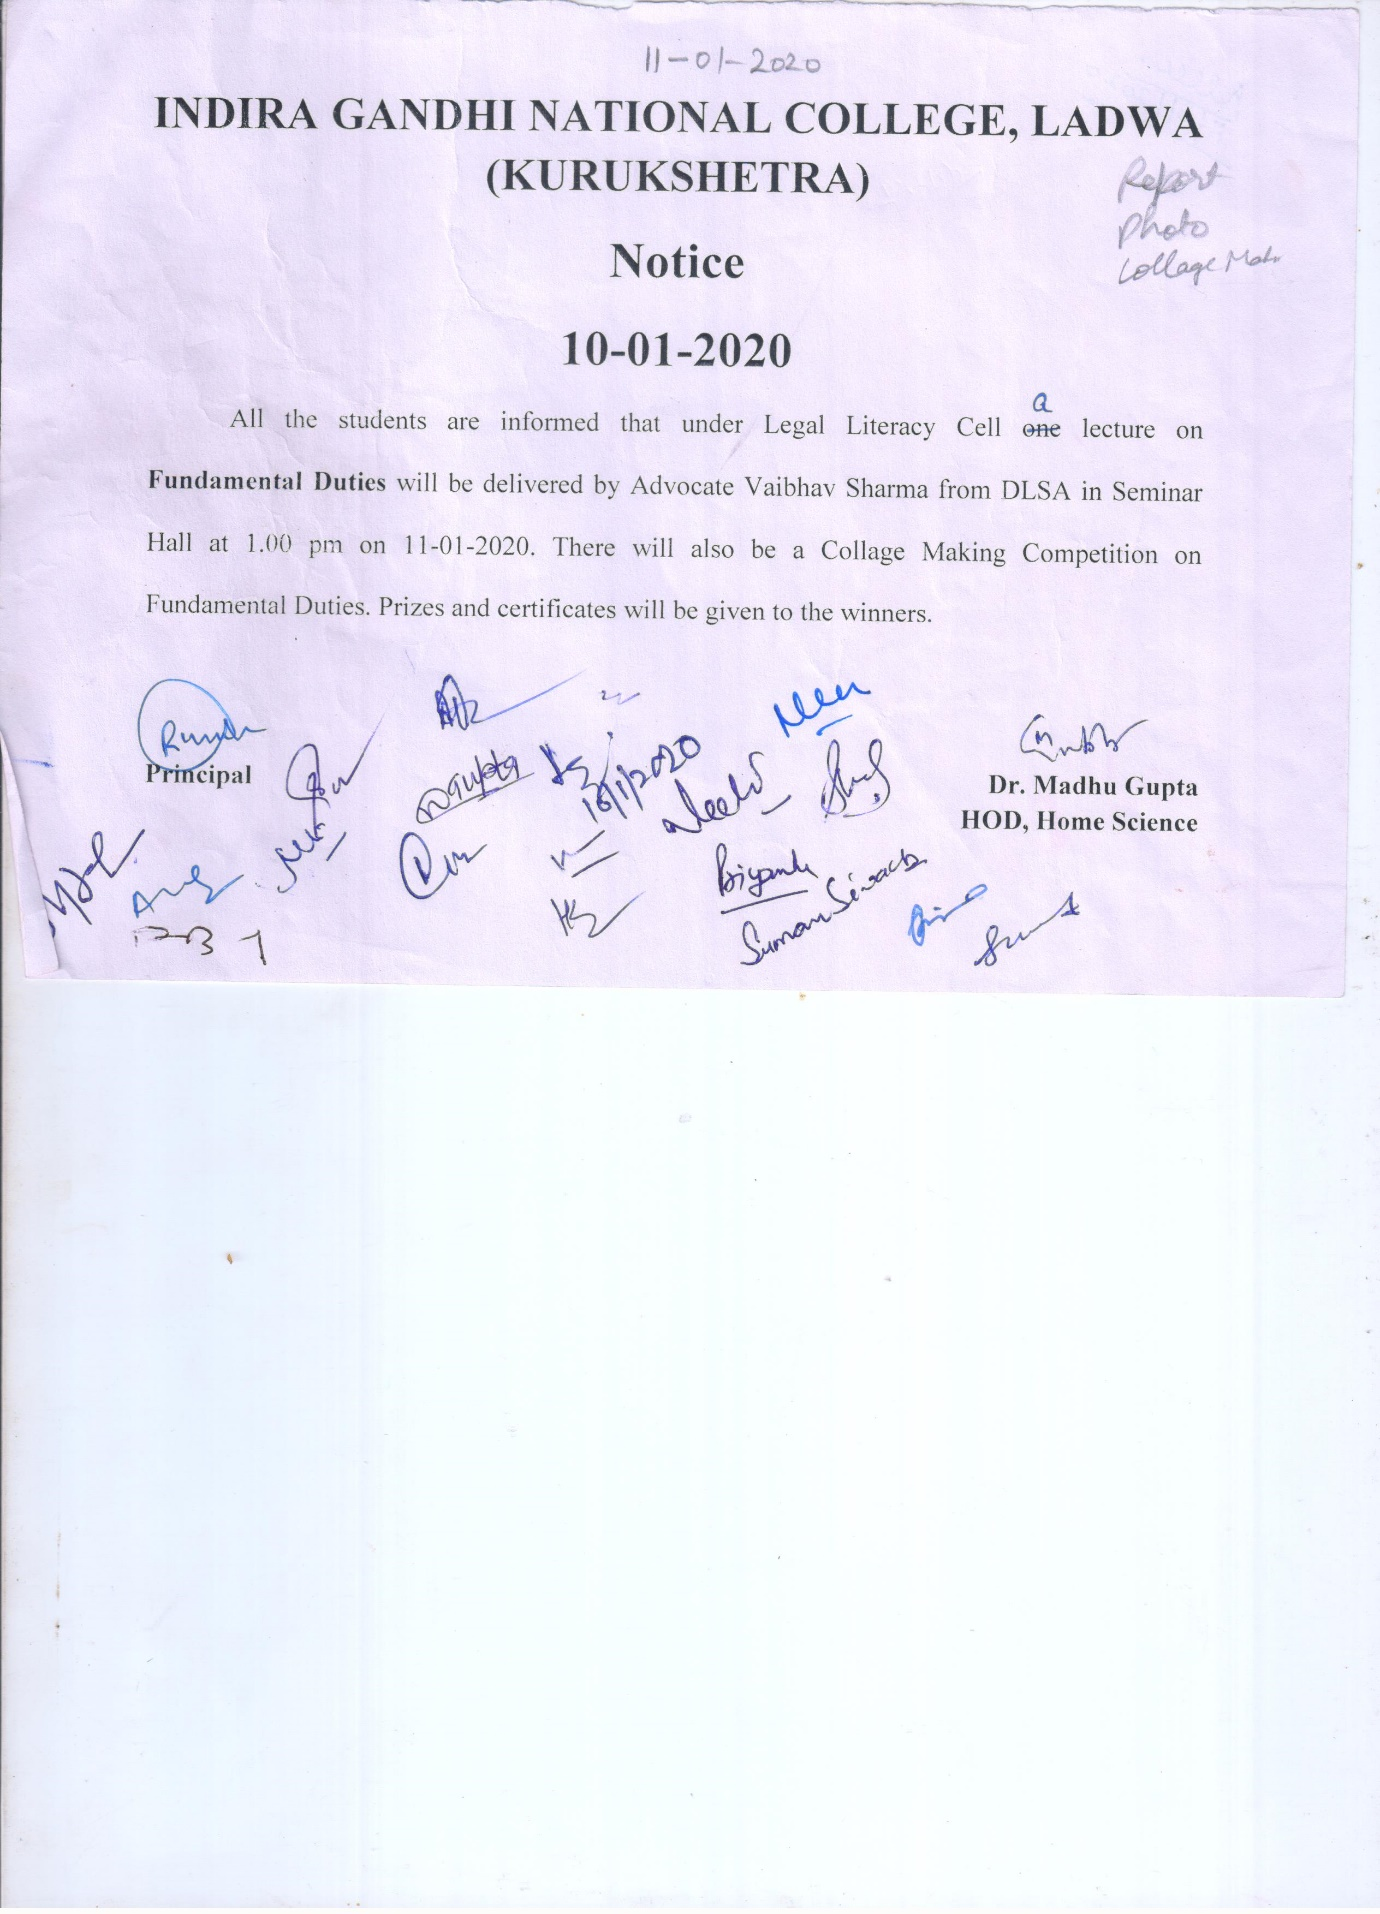 11-01-2020
INDIRA GANDHI NATIONAL COLLEGE, LADWA
(KURUKSHETRA)
Report
Photo
Collage
Notice
10-01-2020
a
All the students are informed that under Legal Literacy Cell one lecture on
Fundamental Duties will be delivered by Advocate Vaibhav Sharma from DLSA in Seminar
Hall at 1.00 pm on 11-01-2020. There will also be a Collage Making Competition on
Fundamental Duties. Prizes and certificates will be given to the winners.
Principal
Gupta
Dr. Madhu Gupta
HOD, Home Science
Priyanka
Suman Siwach